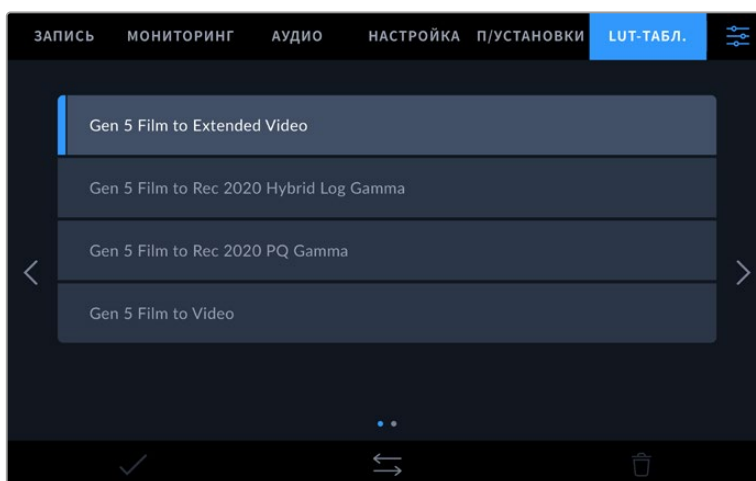 ЗАПИСЬ МОНИТОРИНГ АУДИО НАСТРОЙКА П/УСТАНОВКИ LUT-ТАБЛ.
Gen 5 Film to Extended Video
Gen 5 Film to Rec 2020 Hybrid Log Gamma
Gen 5 Film to Rec 2020 PQ Gamma
Gen 5 Film to Video